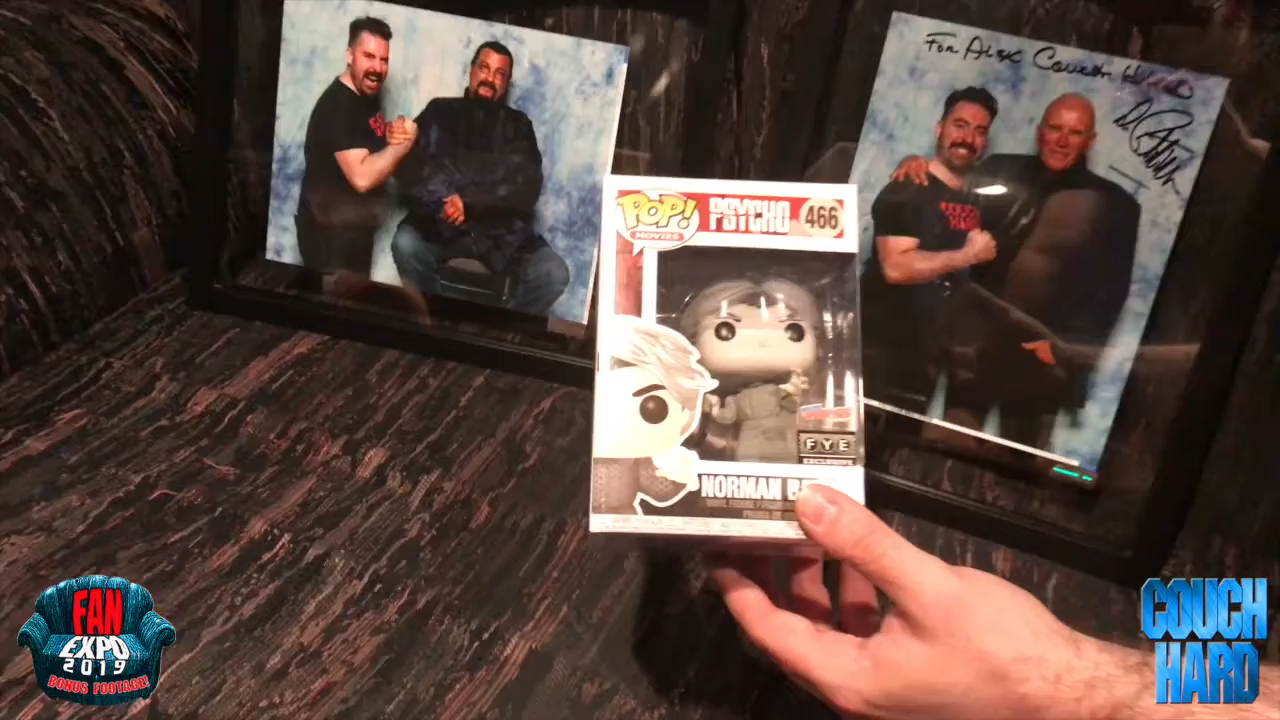 For Alex Couch Hard
POP!
MOVIES
PSYCHO
466
FYE
EXCLUSIVE
NORMAN
FAN
EXPO
2019
BONUS FOOTAGE!
COUCH
HARD